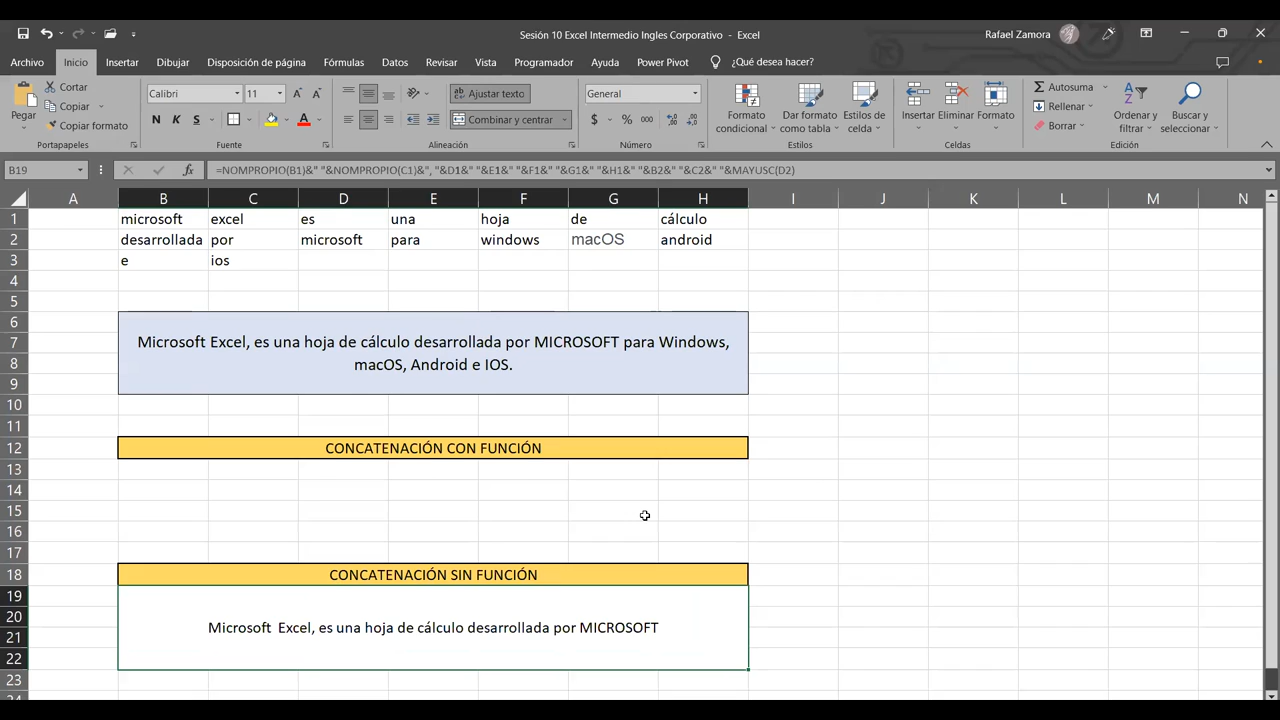 Sesión 10 Excel Intermedio Ingles Corporativo - Excel
Rafael Zamora
Archivo Inicio Insertar Dibujar Disposición de página Fórmulas Datos Revisar Vista Programador Ayuda Power Pivot ¿Qué desea hacer?
Pegar
Cortar
Copiar
Copiar formato
Portapapeles
Calibri 11
N K S
Fuente
Ajustar texto
Combinar y centrar
Alineación
General
$ % 000
Número
Formato condicional
Dar formato como tabla
Estilos de celda
Estilos
Insertar Eliminar Formato
Celdas
Autosuma
Rellenar
Borrar
Ordenar y filtrar
Buscar y seleccionar
Edición
B19
fx =NOMPROPIO(B1)&" "&NOMPROPIO(C1)&", "&D1&" "&E1&" "&F1&" "&G1&" "&H1&" "&B2&" "&C2&" "&MAYUSC(D2)
A B C D E F G H I J K L M N
1 microsoft excel es una hoja de cálculo
2 desarrollada por microsoft para windows macOS android
3 e ios
4
5
6
7 Microsoft Excel, es una hoja de cálculo desarrollada por MICROSOFT para Windows,
8 macOS, Android e IOS.
9
10
11
12 CONCATENACIÓN CON FUNCIÓN
13
14
15
16
17
18 CONCATENACIÓN SIN FUNCIÓN
19
20
21 Microsoft  Excel, es una hoja de cálculo desarrollada por MICROSOFT
22
23